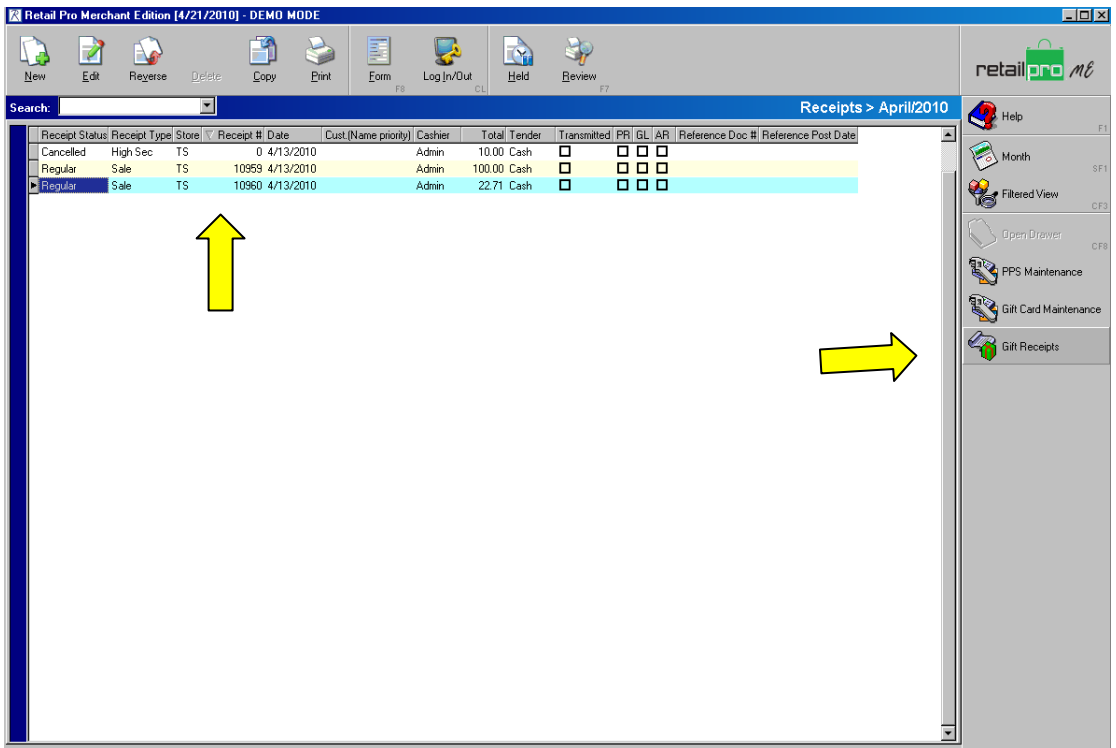 Retail Pro Merchant Edition [4/21/2010] - DEMO MODE
New Edit Reverse Delete Copy Print Form F8 Log In/Out CL Held Review F7
retail pro ME
Search: Receipts > April/2010
Receipt Status Receipt Type Store Receipt # Date Cust.(Name priority) Cashier Total Tender Transmitted PR GL AR Reference Doc # Reference Post Date
Cancelled High Sec TS 0 4/13/2010 Admin 10.00 Cash
Regular Sale TS 10959 4/13/2010 Admin 100.00 Cash
Regular Sale TS 10960 4/13/2010 Admin 22.71 Cash
Help F1
Month SF1
Filtered View CF3
Open Drawer CF8
PPS Maintenance
Gift Card Maintenance
Gift Receipts